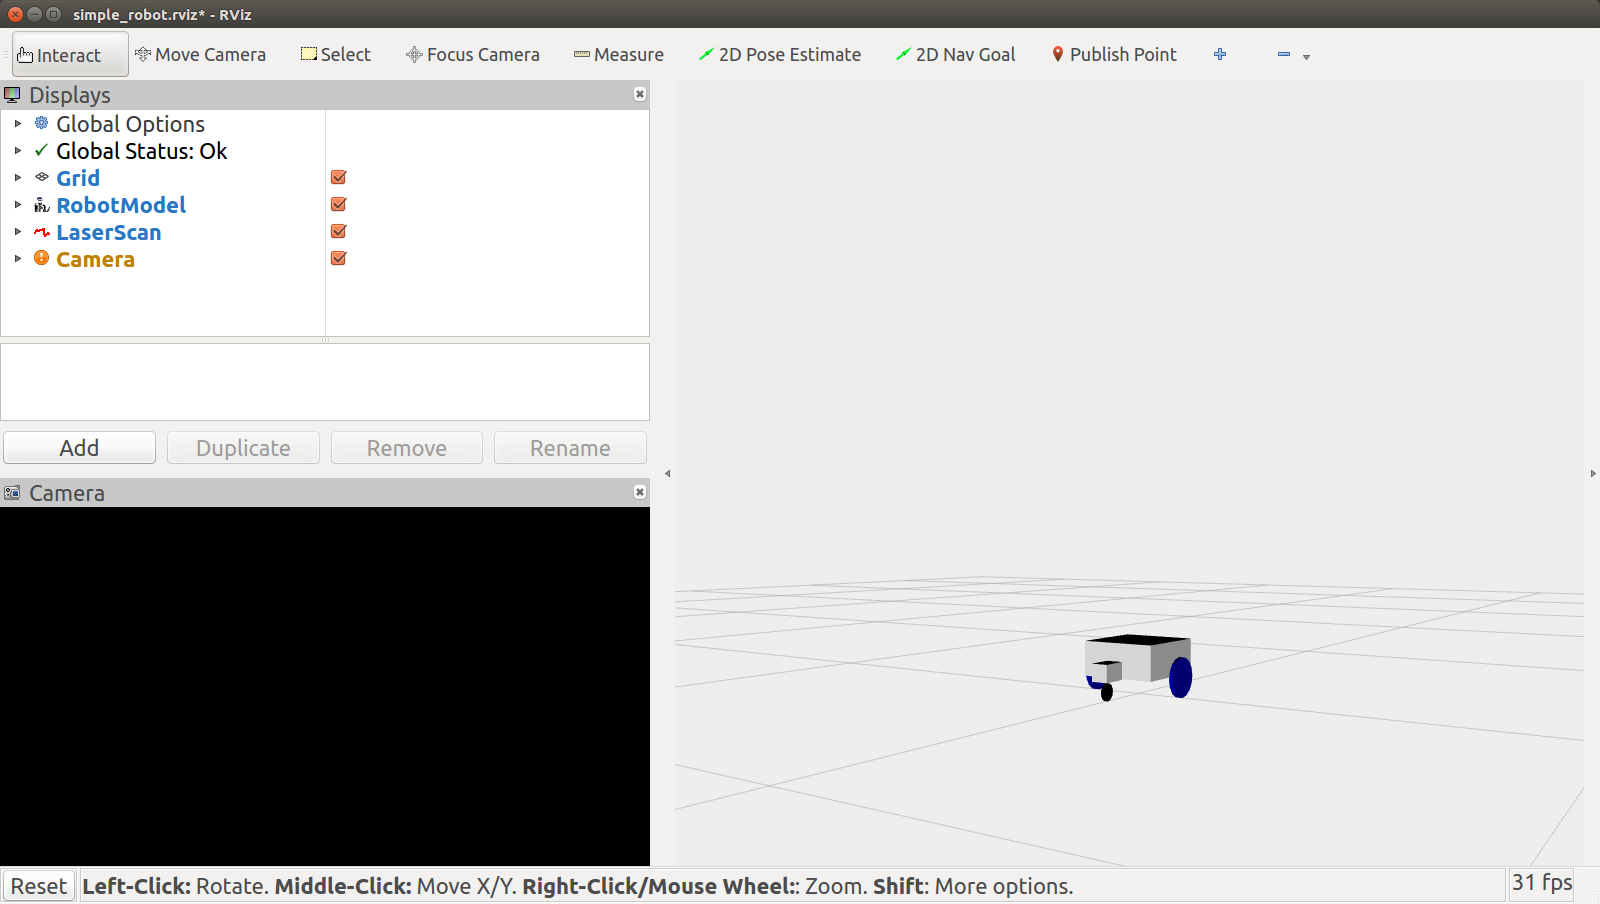 simple_robot.rviz* - RViz
Interact Move Camera Select Focus Camera Measure 2D Pose Estimate 2D Nav Goal Publish Point
Displays
Global Options
Global Status: Ok
Grid
RobotModel
LaserScan
Camera
Add Duplicate Remove Rename
Camera
Reset Left-Click: Rotate. Middle-Click: Move X/Y. Right-Click/Mouse Wheel:: Zoom. Shift: More options. 31 fps